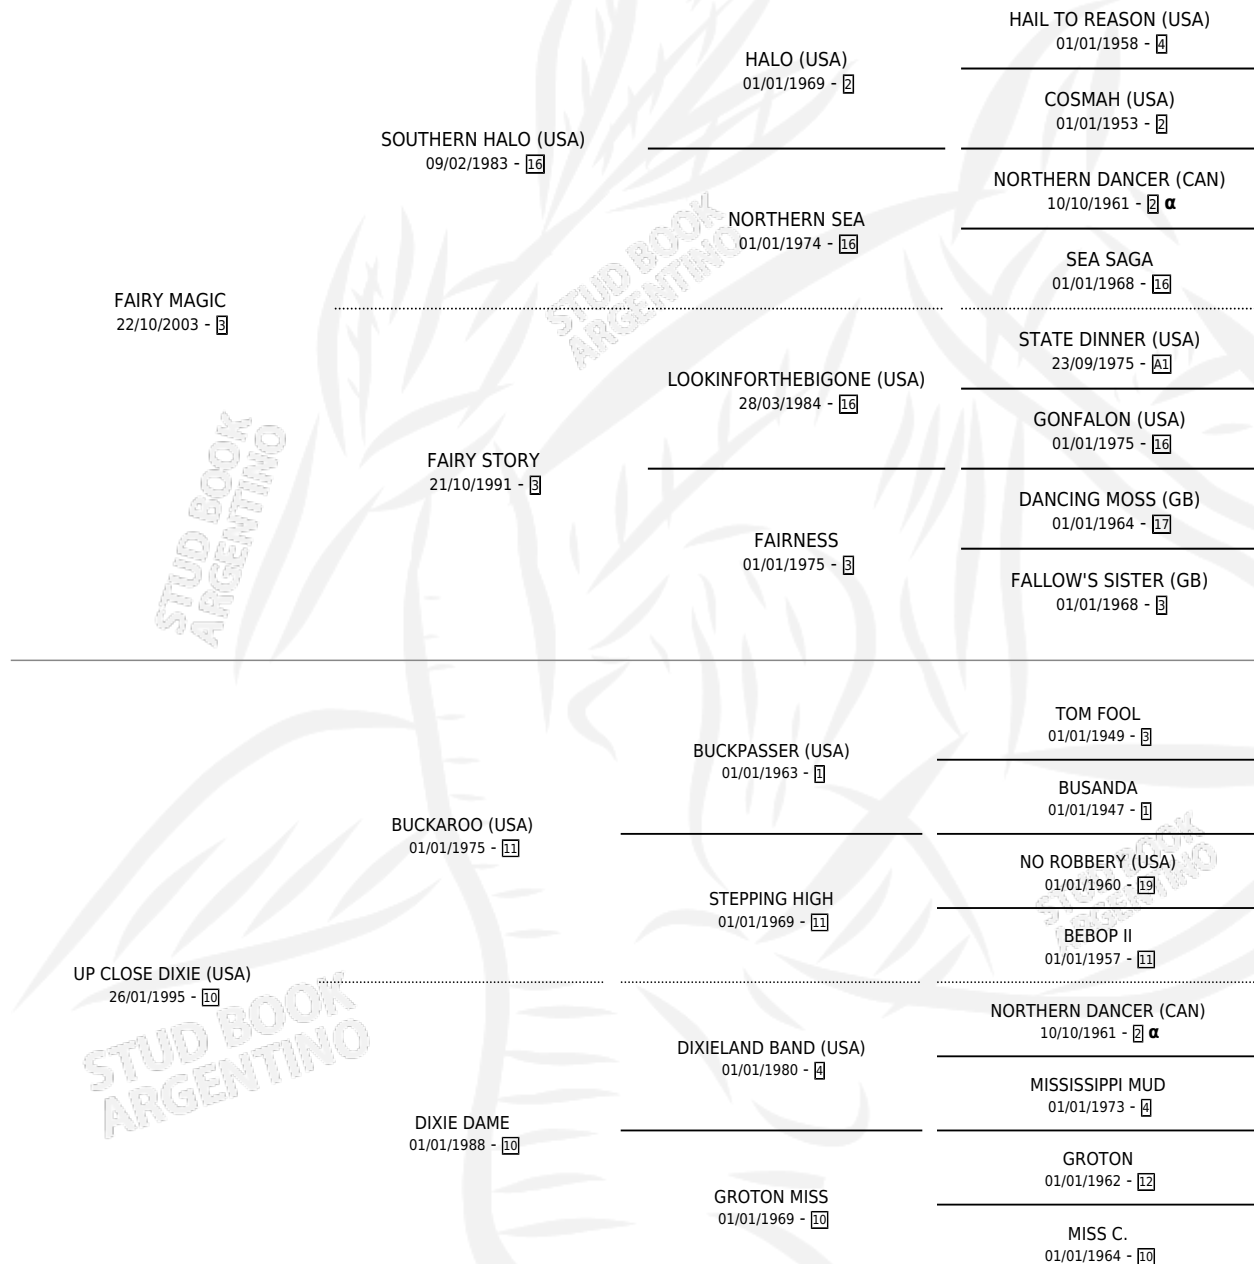 HAIL TO REASON (USA)
01/01/1958 - 4
HALO (USA)
01/01/1969 - 2
COSMAH (USA)
01/01/1953 - 2
SOUTHERN HALO (USA)
09/02/1983 - 16
NORTHERN DANCER (CAN)
10/10/1961 - 2 α
NORTHERN SEA
01/01/1974 - 16
SEA SAGA
01/01/1968 - 16
FAIRY MAGIC
22/10/2003 - 3
STATE DINNER (USA)
23/09/1975 - A1
LOOKINFORTHEBIGONE (USA)
28/03/1984 - 16
GONFALON (USA)
01/01/1975 - 16
FAIRY STORY
21/10/1991 - 3
DANCING MOSS (GB)
01/01/1964 - 17
FAIRNESS
01/01/1975 - 3
FALLOW'S SISTER (GB)
01/01/1968 - 3
TOM FOOL
01/01/1949 - 3
BUCKPASSER (USA)
01/01/1963 - 1
BUSANDA
01/01/1947 - 1
BUCKAROO (USA)
01/01/1975 - 11
NO ROBBERY (USA)
01/01/1960 - 19
STEPPING HIGH
01/01/1969 - 11
BEBOP II
01/01/1957 - 11
UP CLOSE DIXIE (USA)
26/01/1995 - 10
NORTHERN DANCER (CAN)
10/10/1961 - 2 α
DIXIELAND BAND (USA)
01/01/1980 - 4
MISSISSIPPI MUD
01/01/1973 - 4
DIXIE DAME
01/01/1988 - 10
GROTON
01/01/1962 - 12
GROTON MISS
01/01/1969 - 10
MISS C.
01/01/1964 - 10
STUD BOOK
ARGENTINO
STUD BOOK
ARGENTINO
STUD BOOK
ARGENTINO
STUD BOOK
ARGENTINO